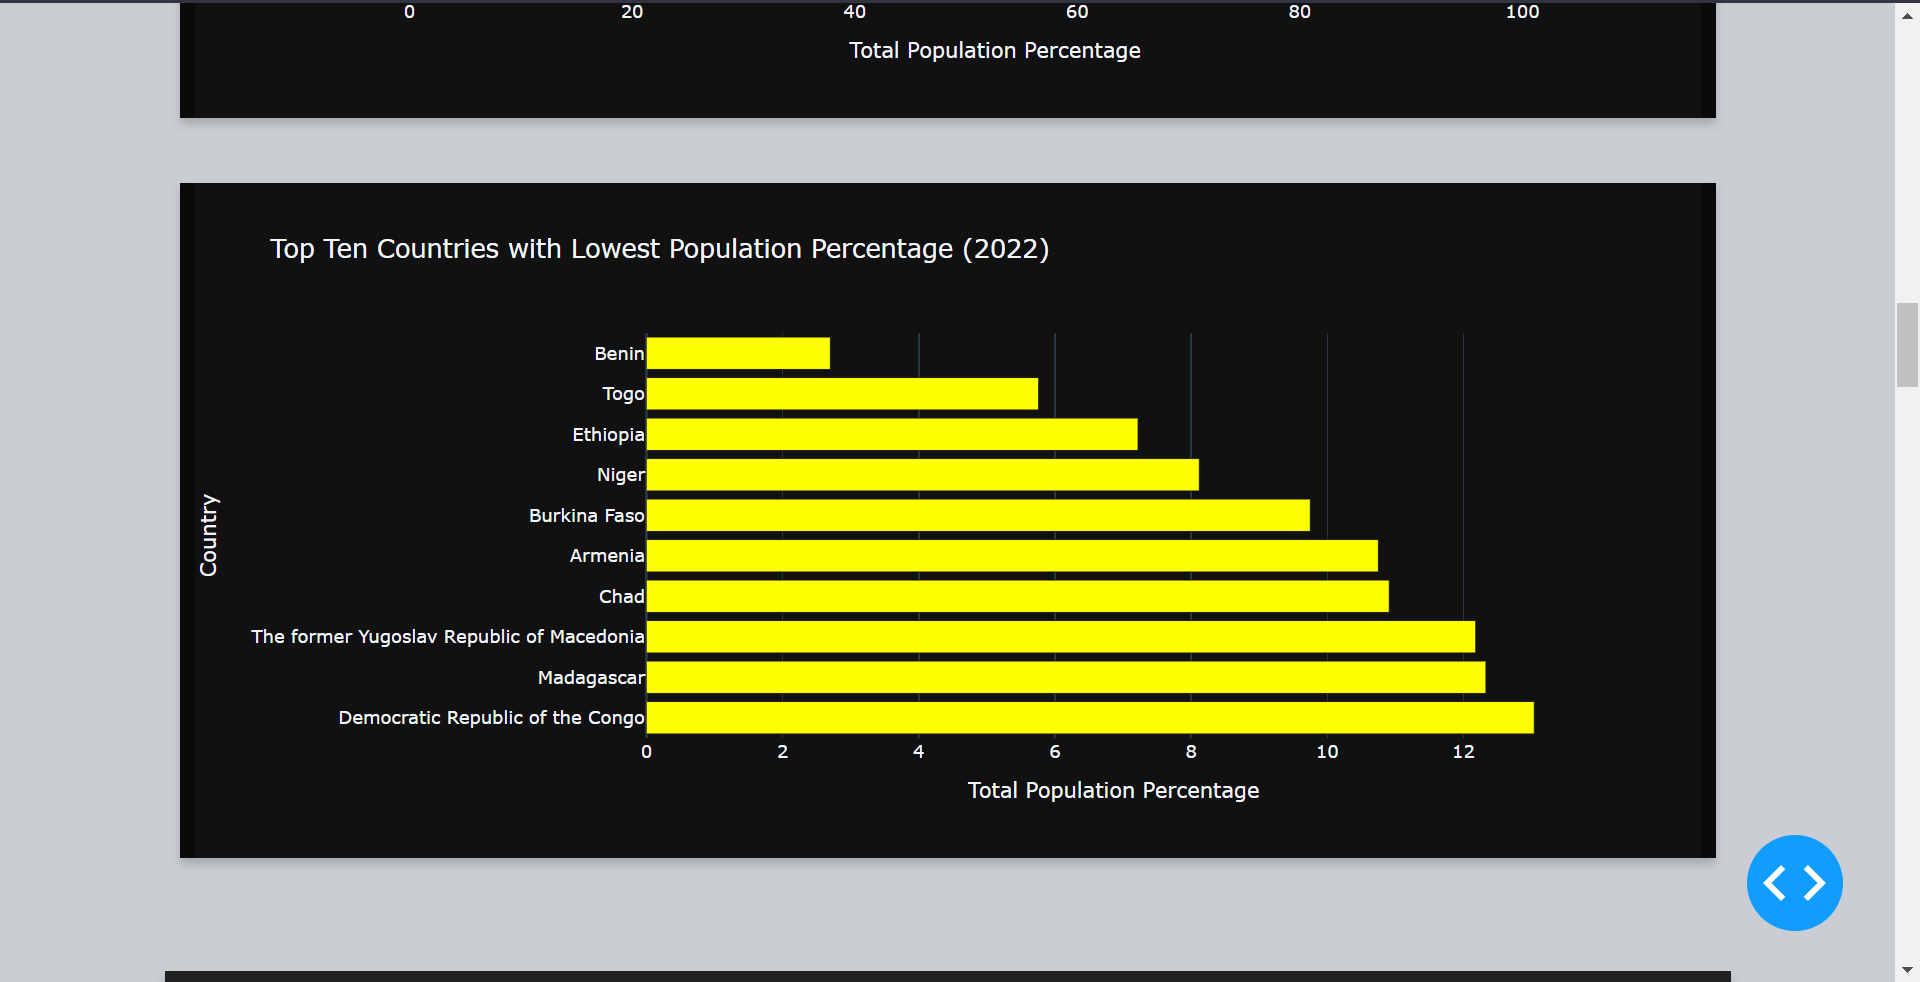 0 20 40 60 80 100
Total Population Percentage
Top Ten Countries with Lowest Population Percentage (2022)
Country
Benin
Togo
Ethiopia
Niger
Burkina Faso
Armenia
Chad
The former Yugoslav Republic of Macedonia
Madagascar
Democratic Republic of the Congo
0 2 4 6 8 10 12
Total Population Percentage